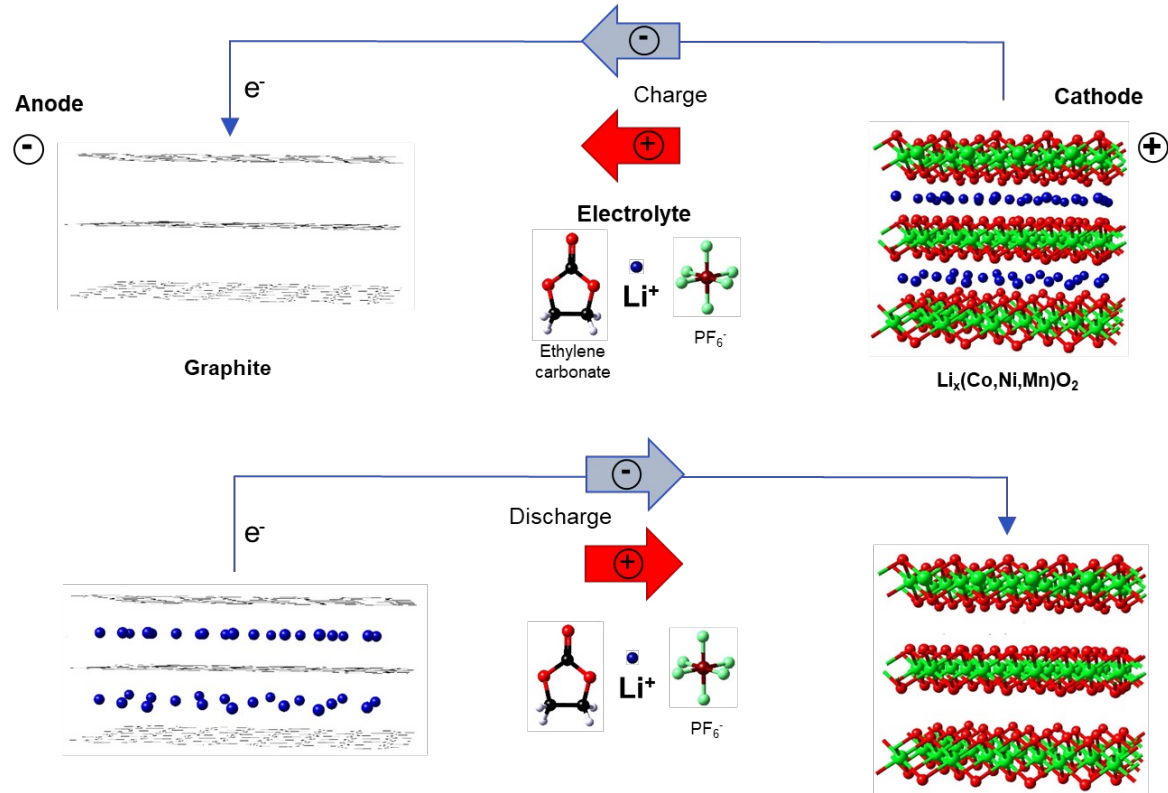 -
e-
Anode
-
Charge
+
Cathode
+
Electrolyte
Li+
Ethylene
carbonate
PF6-
Graphite
Lix(Co,Ni,Mn)O2
-
e-
Discharge
+
Li+
PF6-